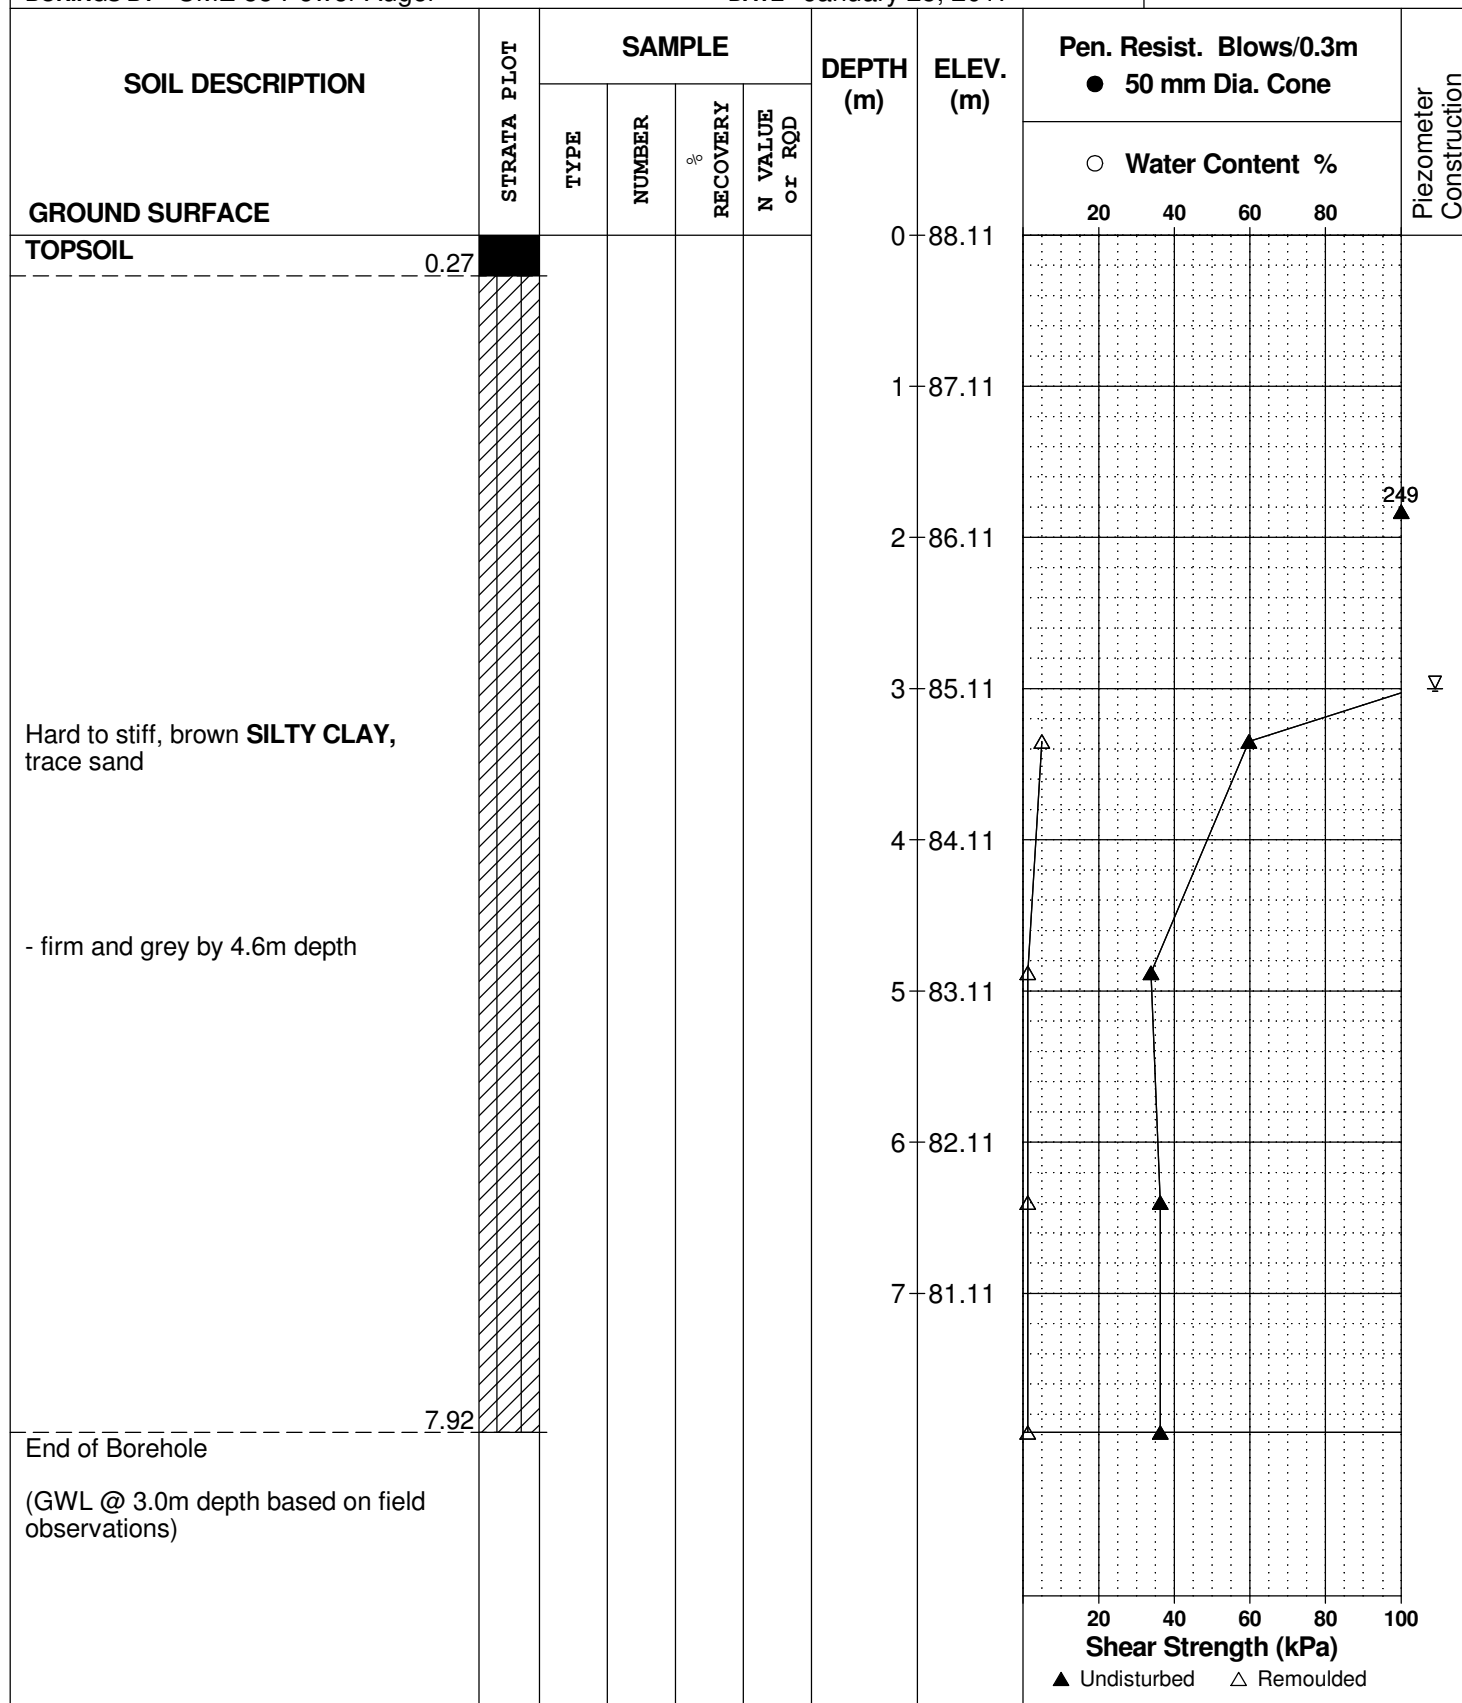 SOIL DESCRIPTION
GROUND SURFACE
STRATA PLOT
SAMPLE
TYPE
NUMBER
%
RECOVERY
N VALUE
or RQD
DEPTH
(m)
ELEV.
(m)
Pen. Resist. Blows/0.3m
● 50 mm Dia. Cone
○ Water Content %
20 40 60 80
Piezometer
Construction
TOPSOIL
0.27
0 88.11
1 87.11
249
2 86.11
3 85.11
Hard to stiff, brown SILTY CLAY,
trace sand
4 84.11
- firm and grey by 4.6m depth
5 83.11
6 82.11
7 81.11
7.92
End of Borehole
(GWL @ 3.0m depth based on field
observations)
20 40 60 80 100
Shear Strength (kPa)
▲ Undisturbed △ Remoulded